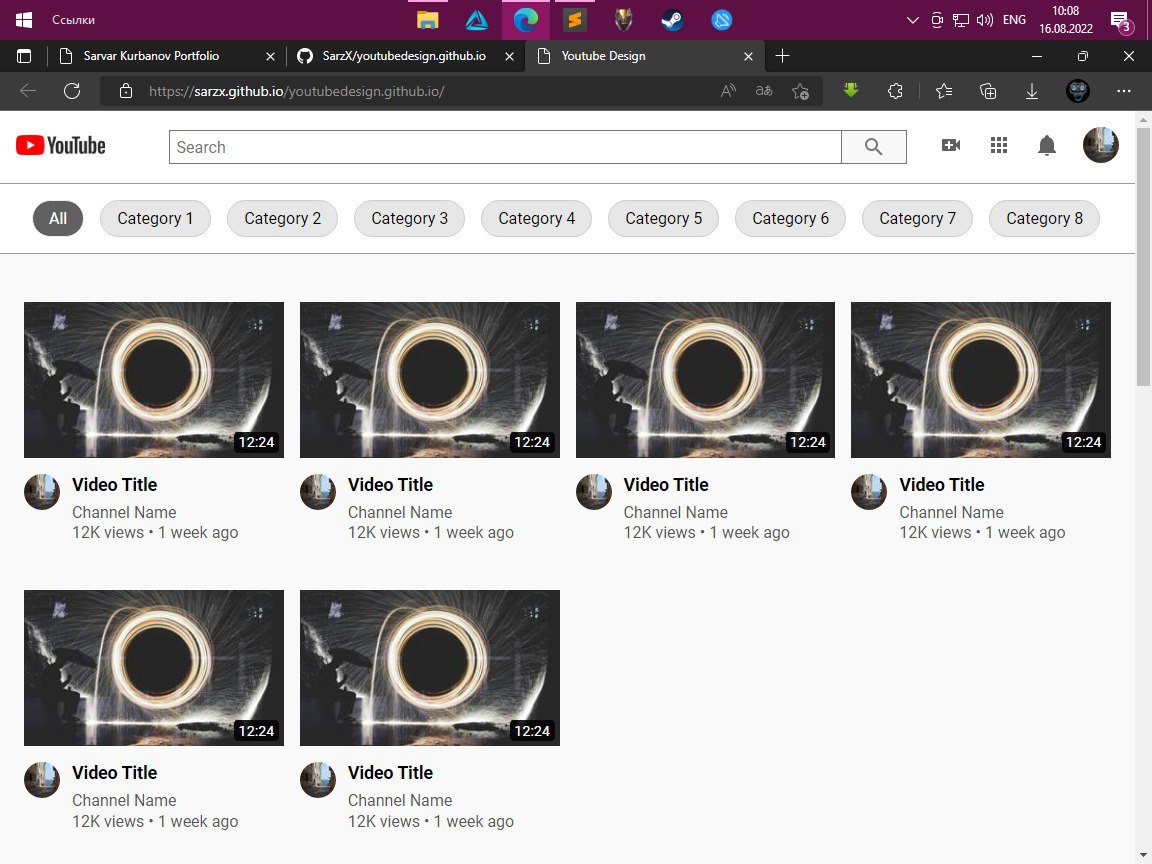 Ссылки
ENG
10:08
16.08.2022
3
Sarvar Kurbanov Portfolio
SarzX/youtubedesign.github.io
Youtube Design
https://sarzx.github.io/youtubedesign.github.io/
YouTube
Search
All
Category 1
Category 2
Category 3
Category 4
Category 5
Category 6
Category 7
Category 8
12:24
12:24
12:24
12:24
Video Title
Channel Name
12K views • 1 week ago
Video Title
Channel Name
12K views • 1 week ago
Video Title
Channel Name
12K views • 1 week ago
Video Title
Channel Name
12K views • 1 week ago
12:24
12:24
Video Title
Channel Name
12K views • 1 week ago
Video Title
Channel Name
12K views • 1 week ago